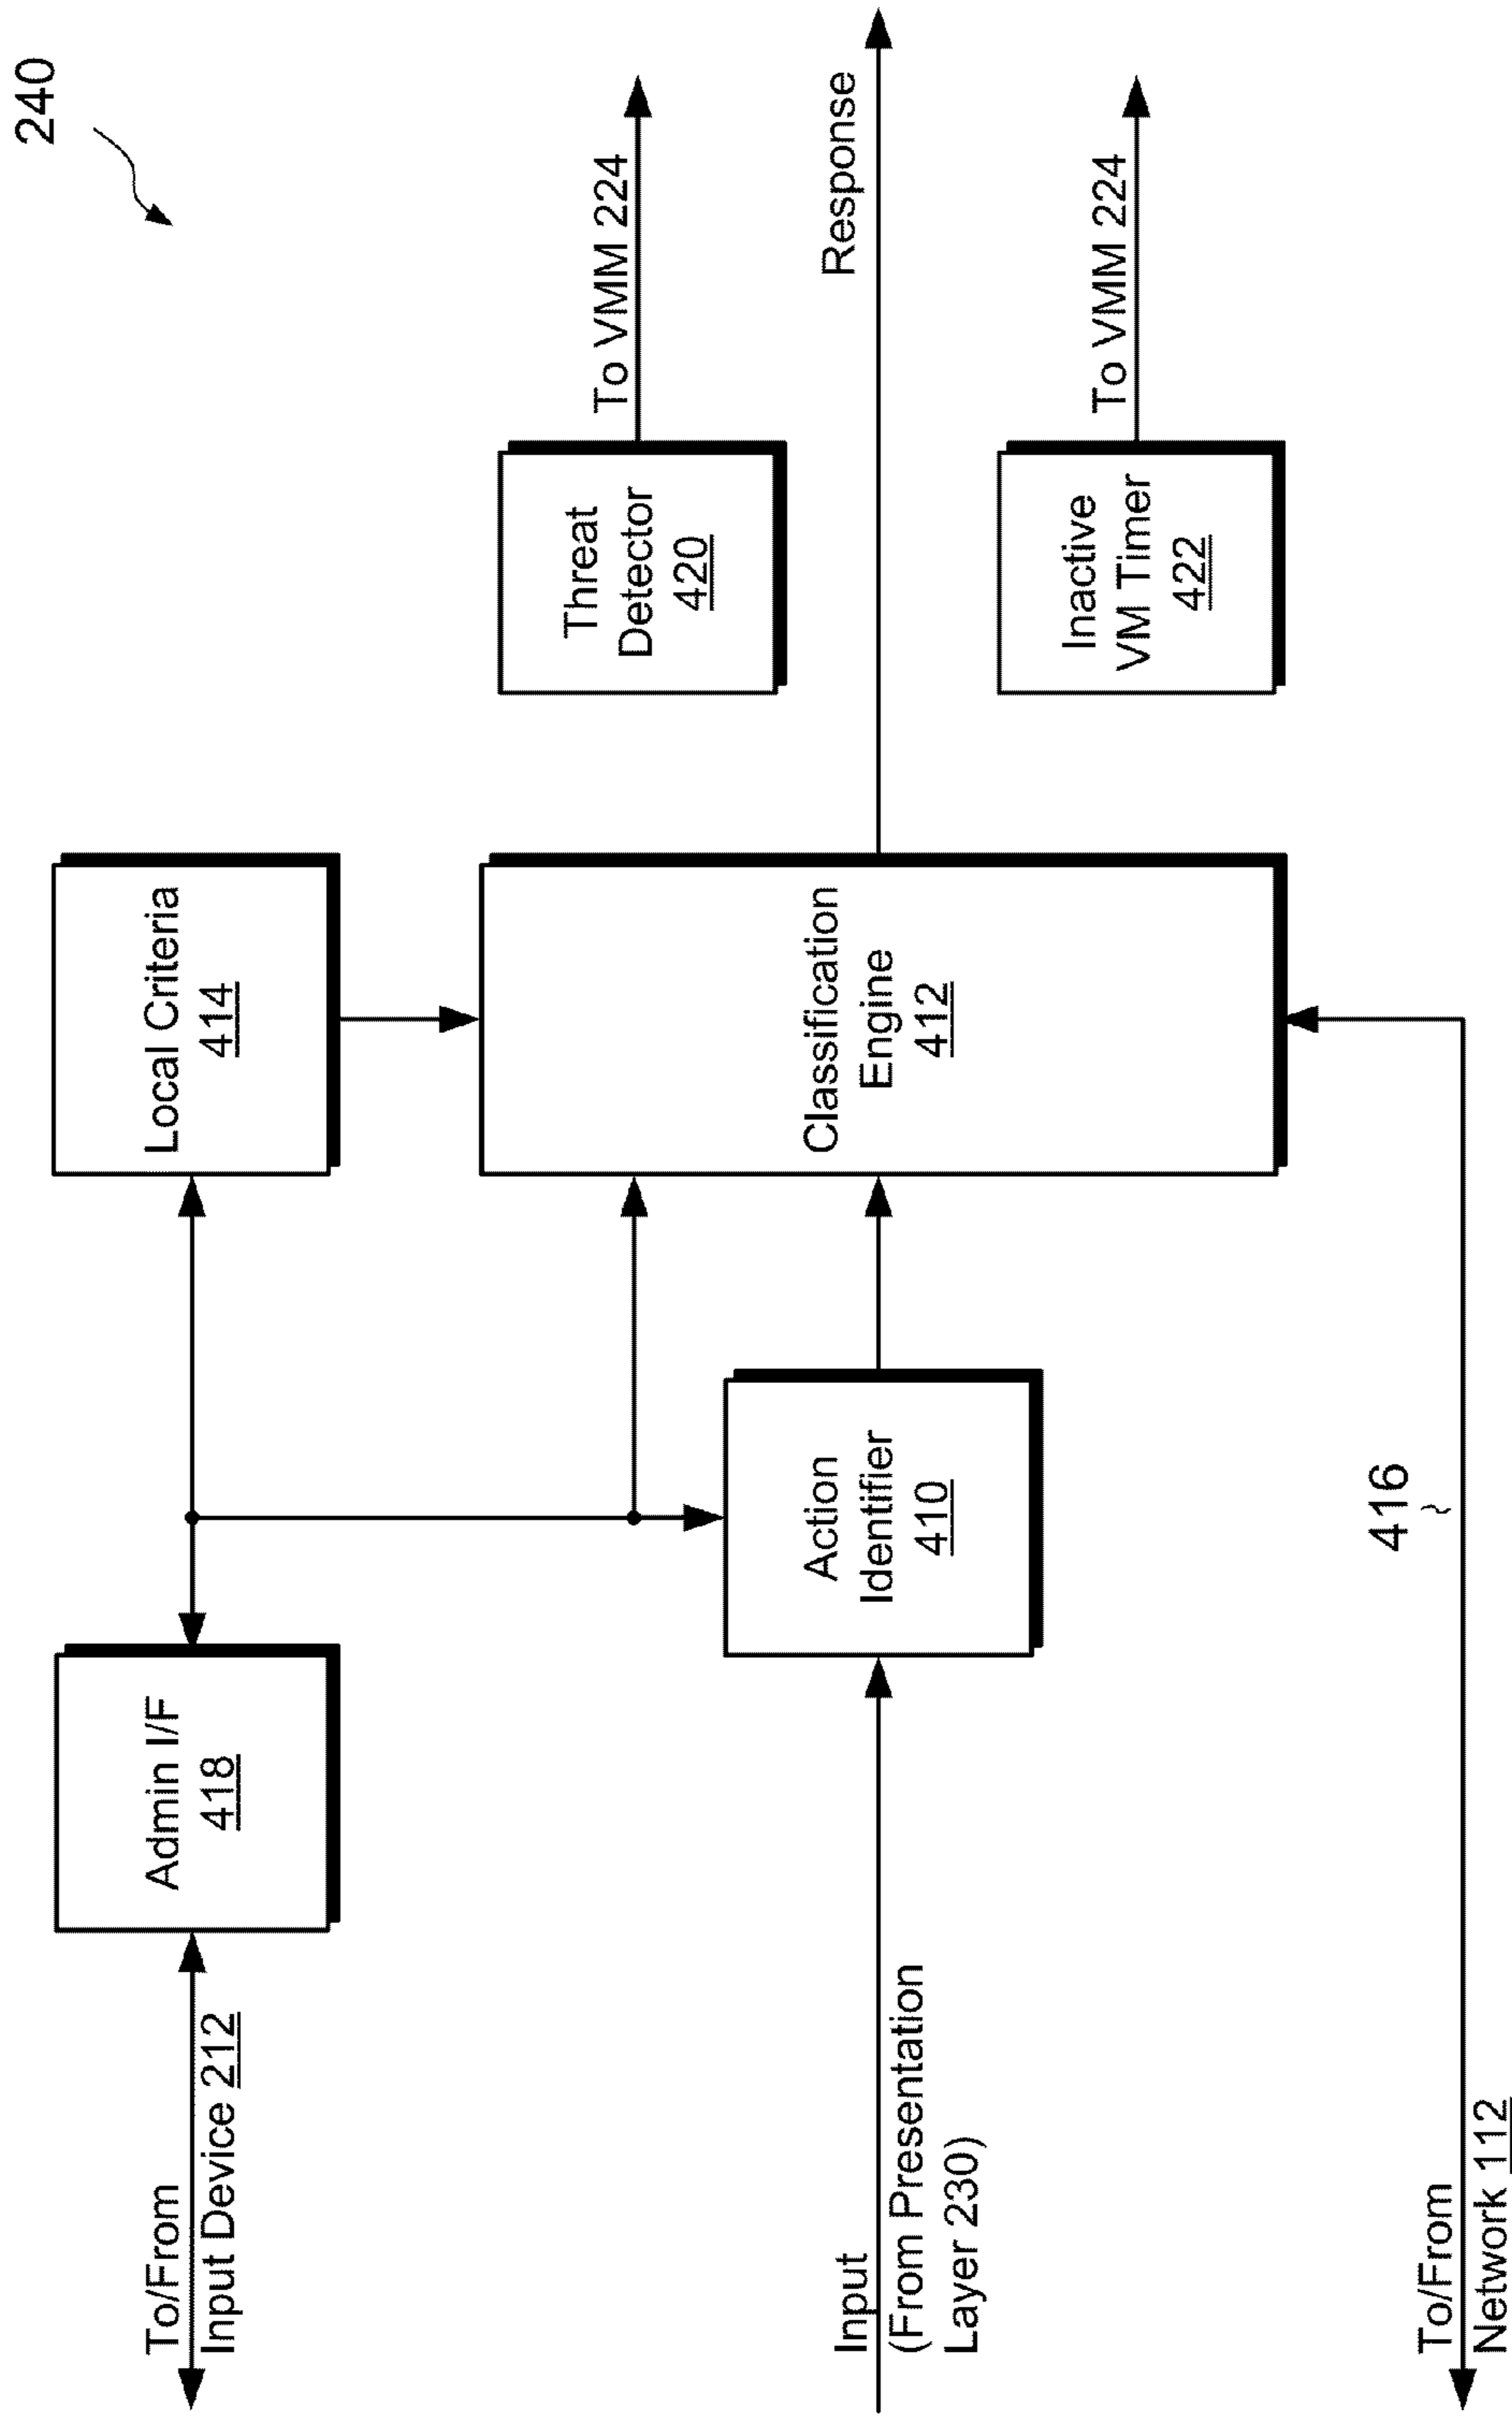 240
To/From
Input Device 212
Admin I/F
418
Local Criteria
414
Threat
Detector
420
To VMM 224
Input
(From Presentation
Layer 230)
Action
Identifier
410
Classification
Engine
412
Response
Inactive
VM Timer
422
To VMM 224
416
To/From
Network 112